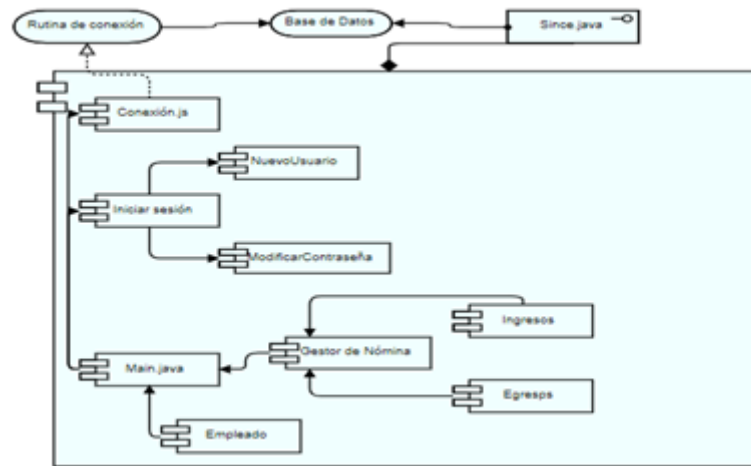 Rutina de conexión
Base de Datos
Since.java
Conexión.js
NuevoUsuario
Iniciar sesión
ModificarContraseña
Ingresos
Gestor de Nómina
Main.java
Egresps
Empleado